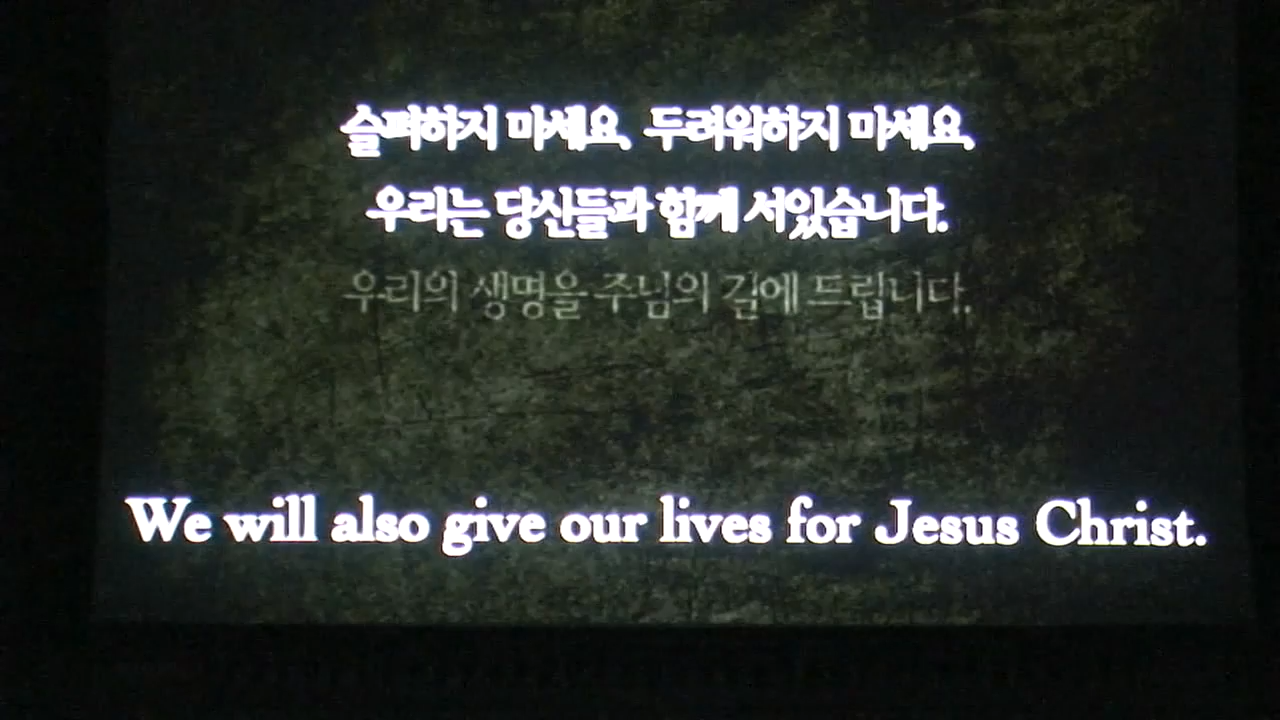 슬퍼하지 마세요, 두려워하지 마세요,
우리는 당신들과 함께 서있습니다.
우리의 생명을 주님의 길에 드립니다.
We will also give our lives for Jesus Christ.